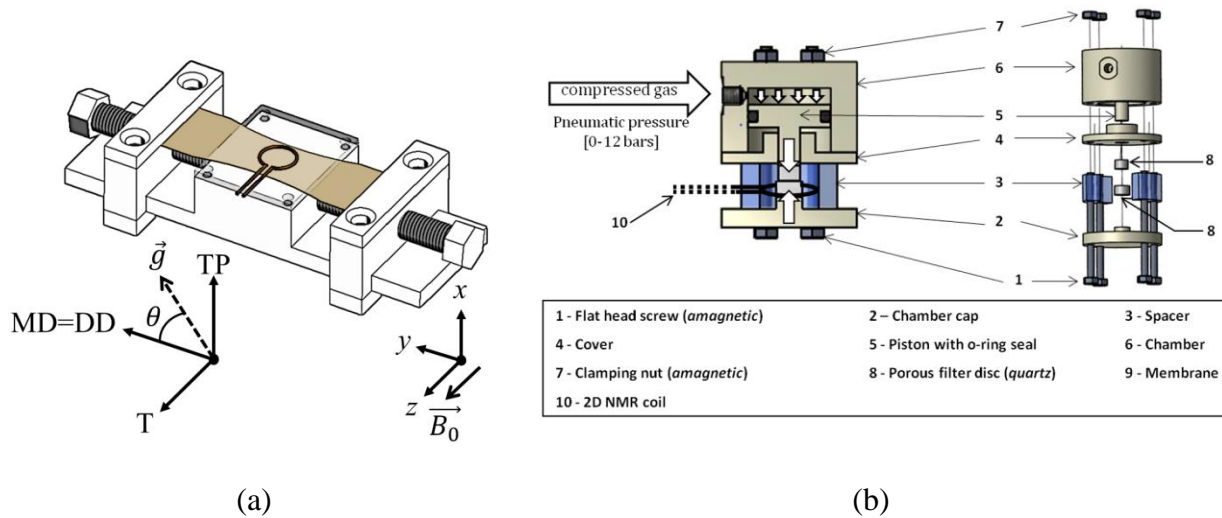 a)
g⃗
TP
MD=DD
θ
T
x
y
z
B⃗₀
(a)
b)
compressed gas
Pneumatic pressure
[0-12 bars]
10
7
6
5
4
8
3
8
2
1
1 - Flat head screw (amagnetic) 2 – Chamber cap 3 - Spacer
4 - Cover 5 - Piston with o-ring seal 6 - Chamber
7 - Clamping nut (amagnetic) 8 - Porous filter disc (quartz) 9 - Membrane
10 - 2D NMR coil
(b)